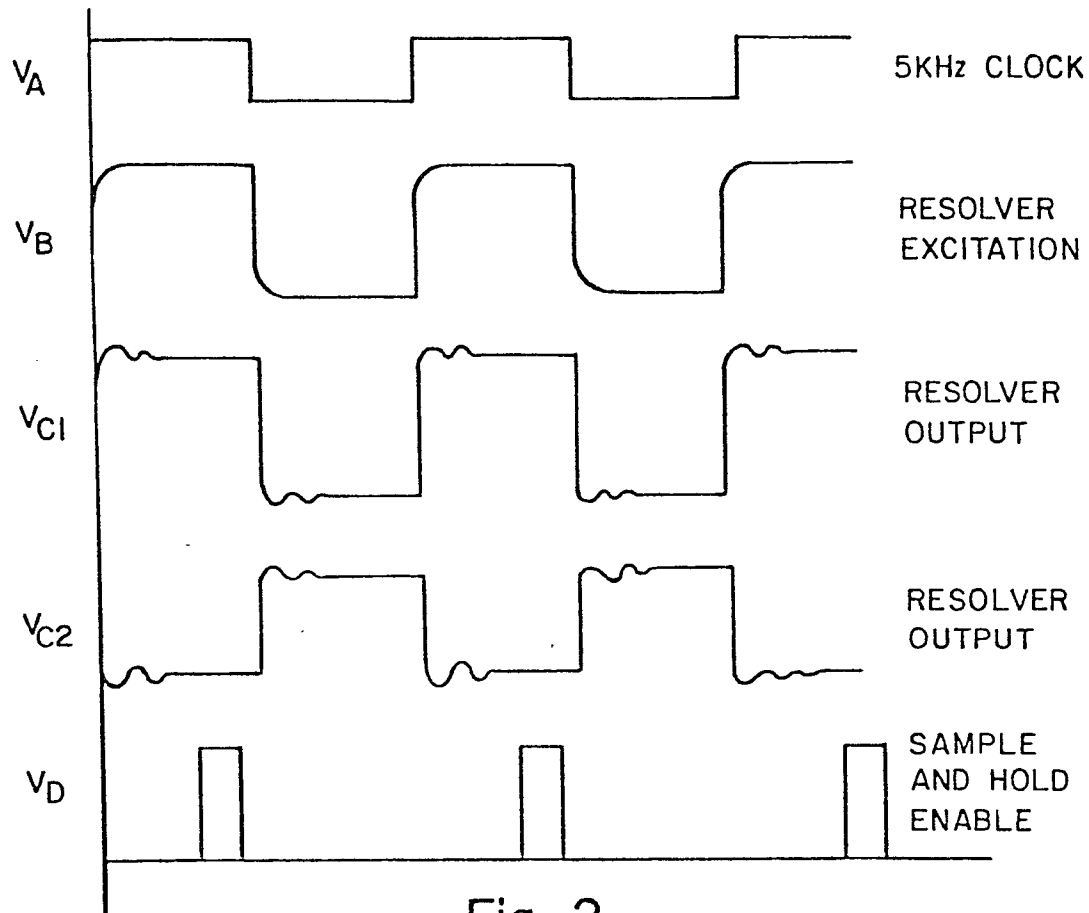 VA
5KHz CLOCK
VB
RESOLVER
EXCITATION
VC1
RESOLVER
OUTPUT
VC2
RESOLVER
OUTPUT
VD
SAMPLE
AND HOLD
ENABLE